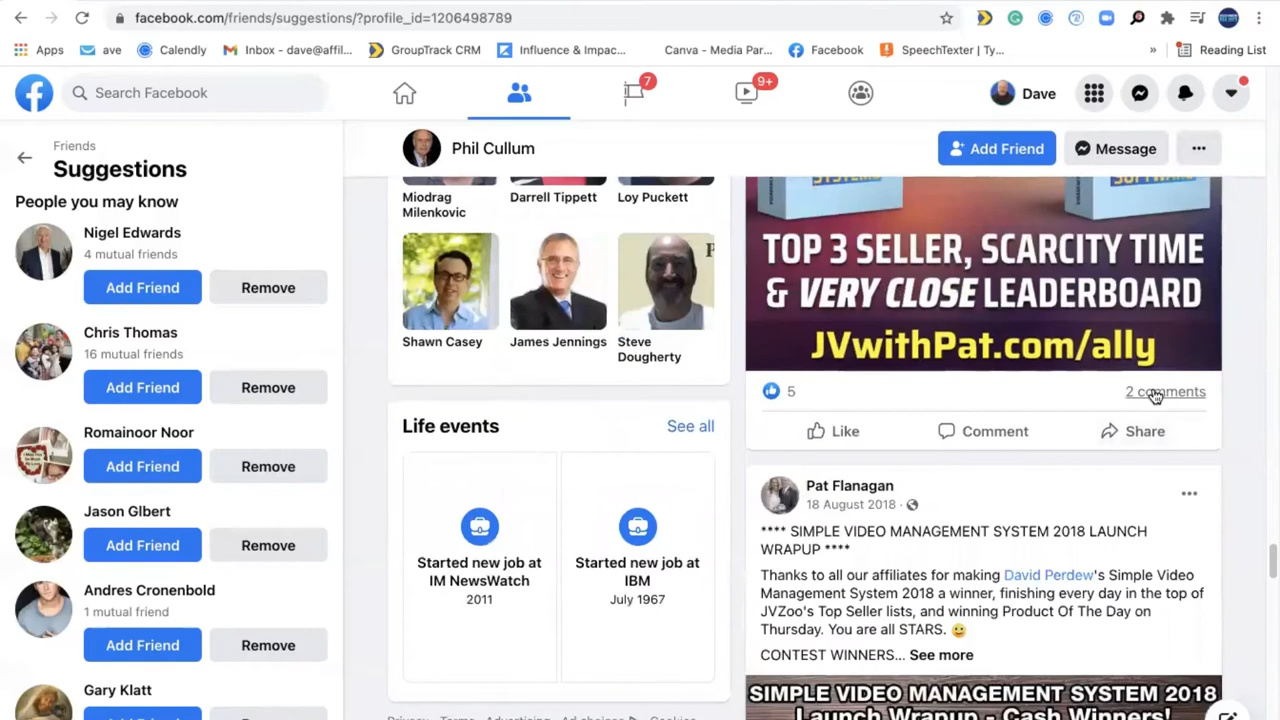 facebook.com/friends/suggestions/?profile_id=1206498789
Apps
ave
Calendly
Inbox - dave@affil...
GroupTrack CRM
Influence & Impac...
Canva - Media Par...
Facebook
SpeechTexter | Ty...
»
Reading List
Search Facebook
7
9+
Dave
Friends
Suggestions
People you may know
Nigel Edwards
4 mutual friends
Add Friend
Remove
Chris Thomas
16 mutual friends
Add Friend
Remove
Romainoor Noor
Add Friend
Remove
Jason Glbert
Add Friend
Remove
Andres Cronenbold
1 mutual friend
Add Friend
Remove
Gary Klatt
Phil Cullum
Add Friend
Message
Miodrag
Milenkovic
Darrell Tippett
Loy Puckett
Shawn Casey
James Jennings
Steve
Dougherty
Life events
See all
Started new job at
IM NewsWatch
2011
Started new job at
IBM
July 1967
TOP 3 SELLER, SCARCITY TIME
& VERY CLOSE LEADERBOARD
JVwithPat.com/ally
5
2 comments
Like
Comment
Share
Pat Flanagan
18 August 2018 ·
**** SIMPLE VIDEO MANAGEMENT SYSTEM 2018 LAUNCH
WRAPUP ****
Thanks to all our affiliates for making David Perdew's Simple Video
Management System 2018 a winner, finishing every day in the top of
JVZoo's Top Seller lists, and winning Product Of The Day on
Thursday. You are all STARS.
CONTEST WINNERS... See more
SIMPLE VIDEO MANAGEMENT SYSTEM 2018
Launch Wrapup - Cash Winners!